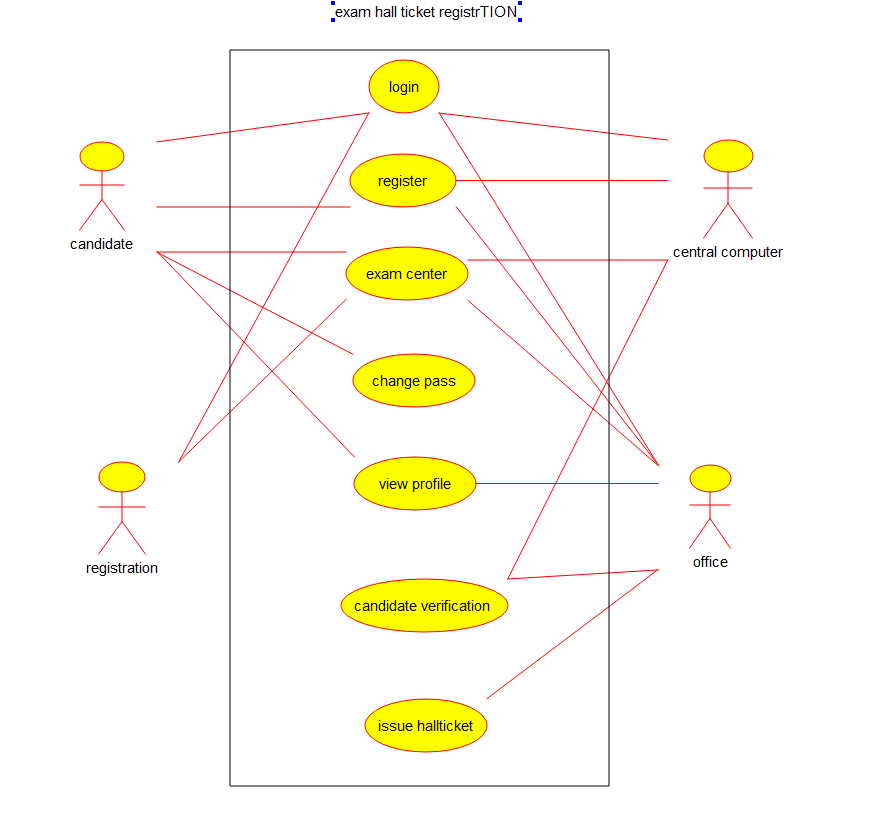 exam hall ticket registrTION
login
register
candidate
central computer
exam center
change pass
view profile
registration
office
candidate verification
issue hallticket